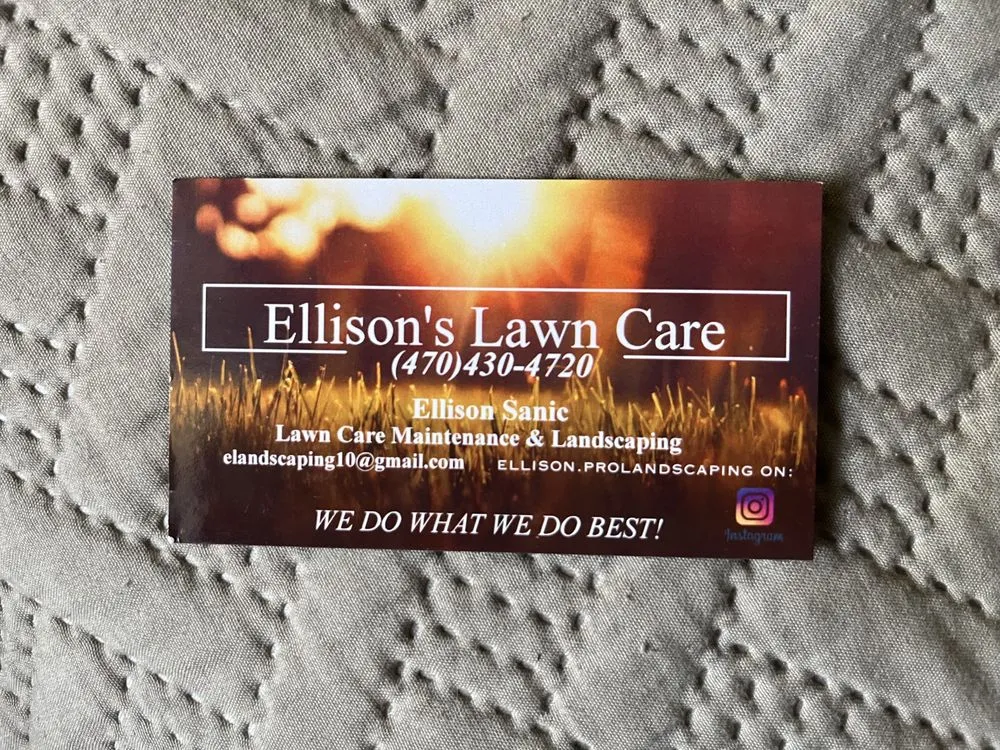 Ellison's Lawn Care
(470)430-4720
Ellison Sanic
Lawn Care Maintenance & Landscaping
elandscaping10@gmail.com ELLISON.PROLANDSCAPING ON:
WE DO WHAT WE DO BEST!
Instagram